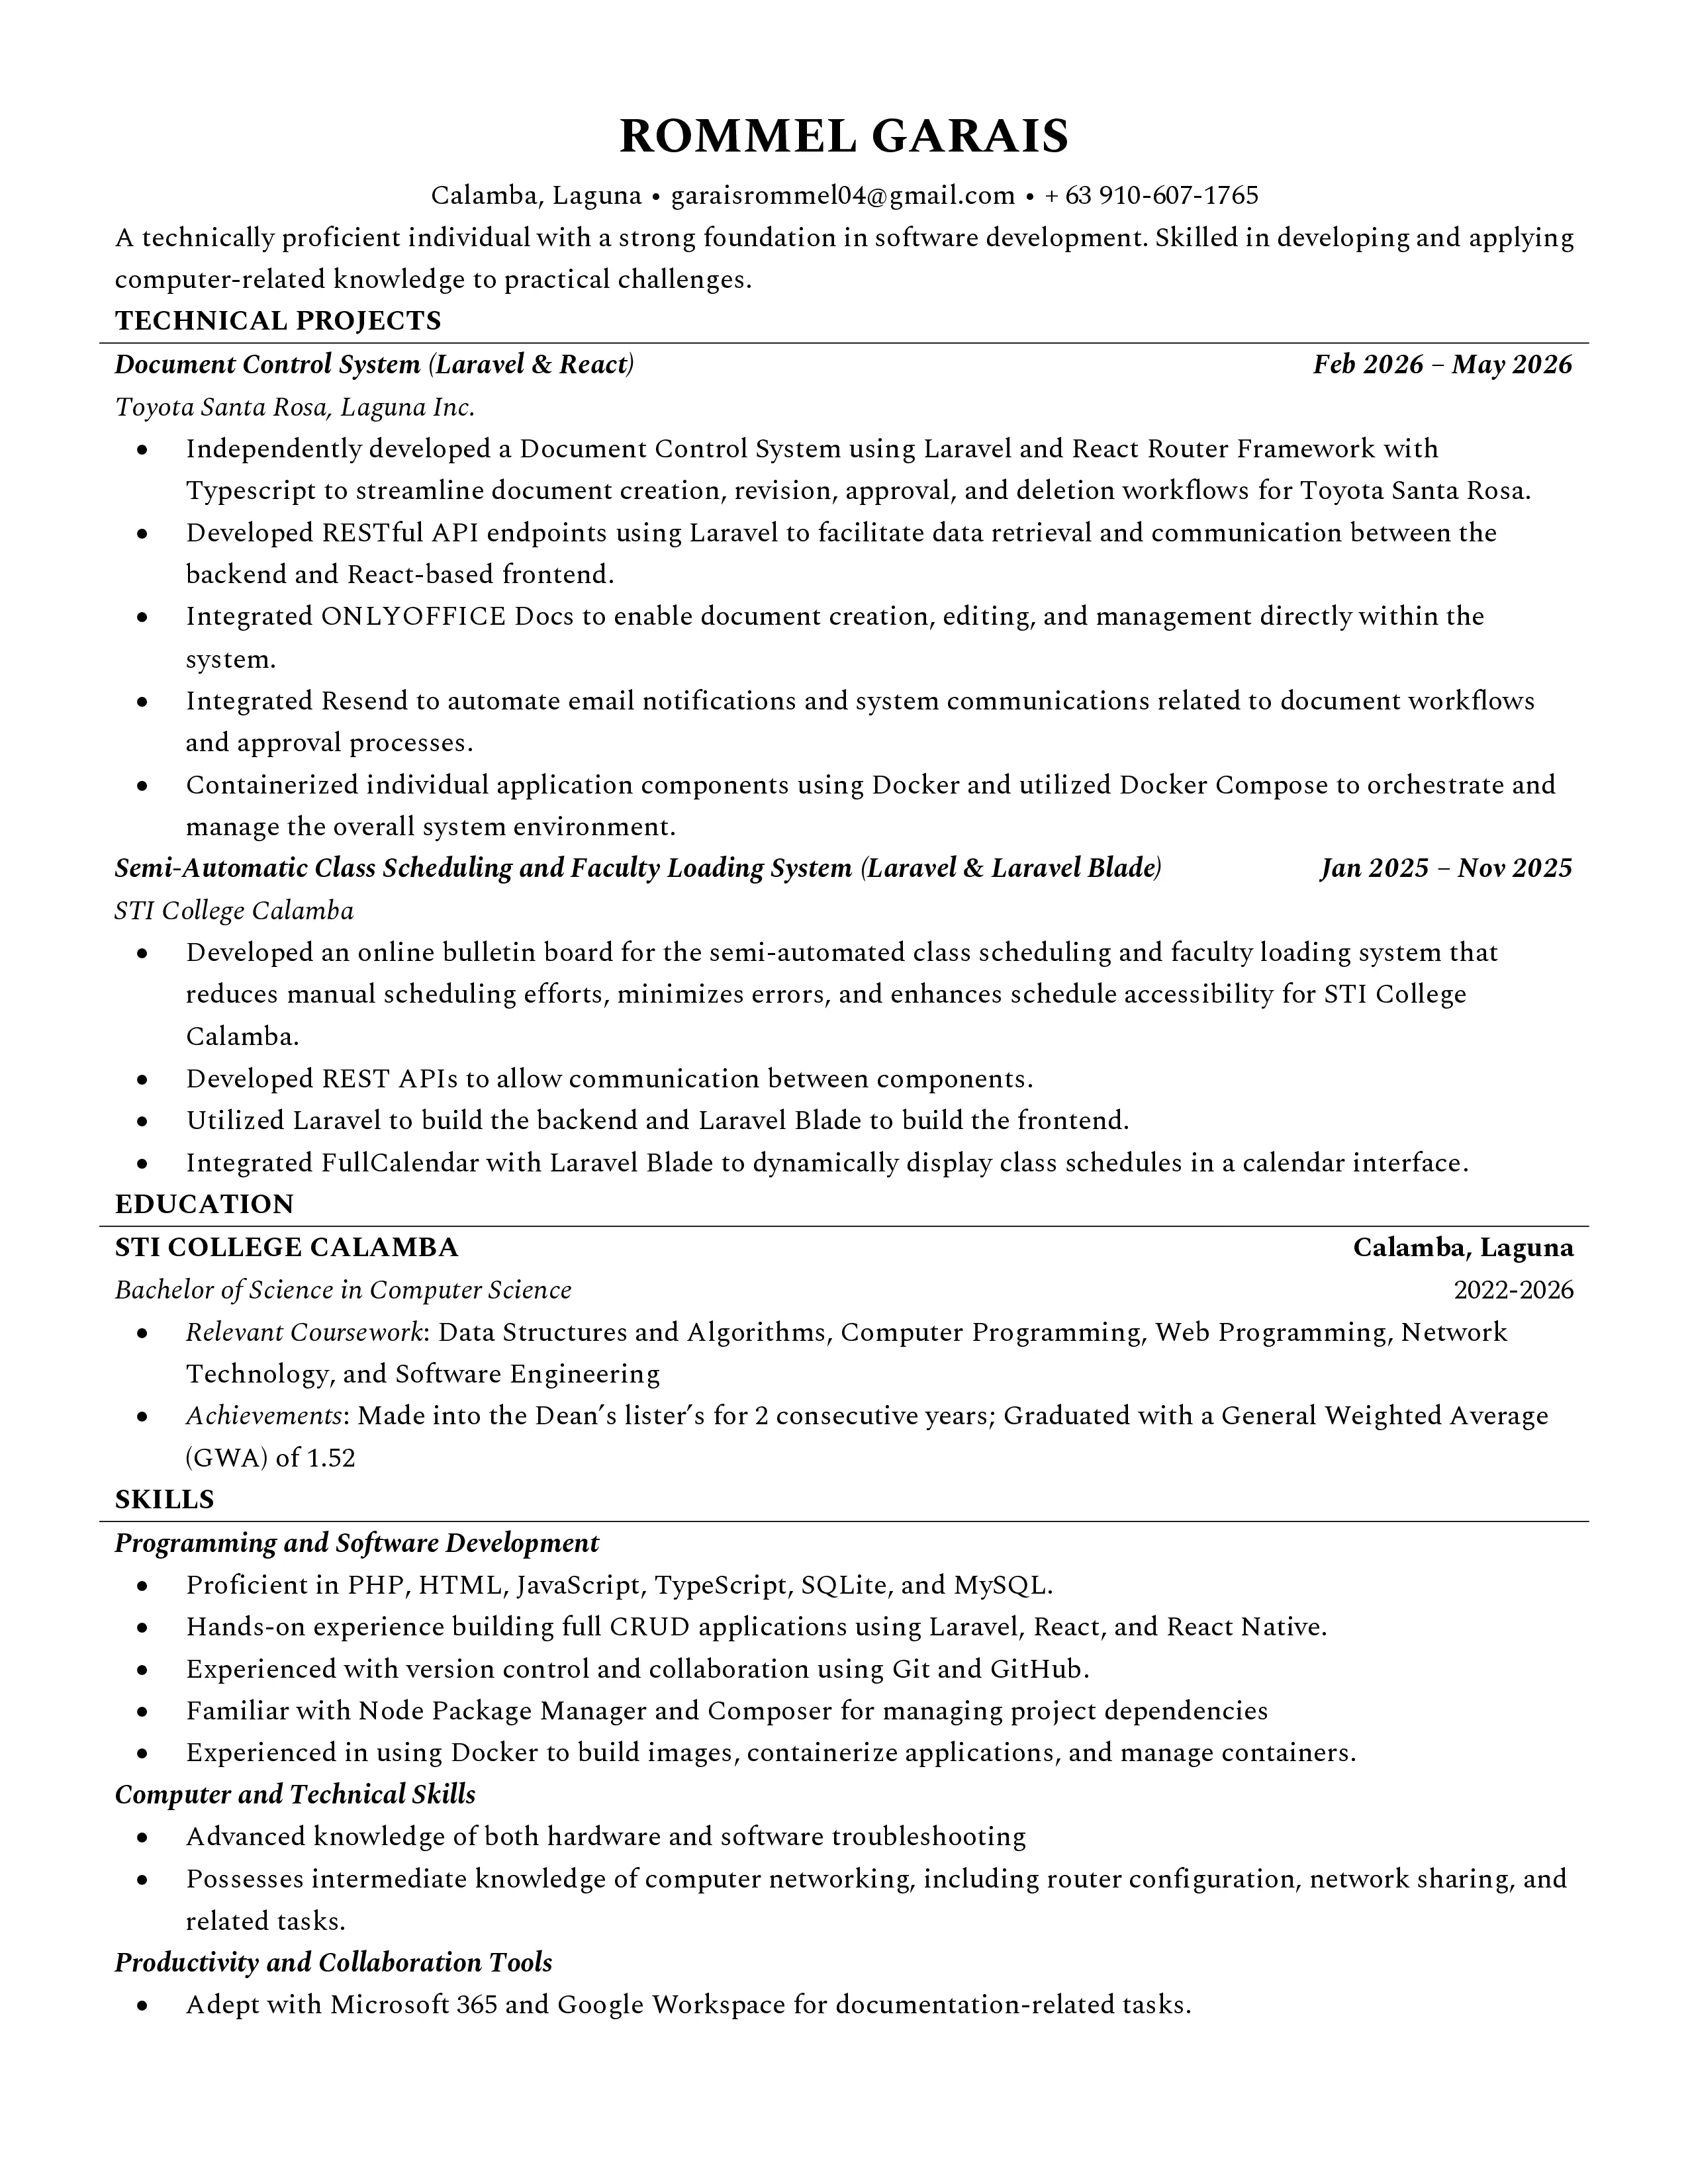 ROMMEL GARAIS
Calamba, Laguna • garaisrommel04@gmail.com • + 63 910-607-1765
A technically proficient individual with a strong foundation in software development. Skilled in developing and applying
computer-related knowledge to practical challenges.
TECHNICAL PROJECTS
Document Control System (Laravel & React) Feb 2026 – May 2026
Toyota Santa Rosa, Laguna Inc.
• Independently developed a Document Control System using Laravel and React Router Framework with
Typescript to streamline document creation, revision, approval, and deletion workflows for Toyota Santa Rosa.
• Developed RESTful API endpoints using Laravel to facilitate data retrieval and communication between the
backend and React-based frontend.
• Integrated ONLYOFFICE Docs to enable document creation, editing, and management directly within the
system.
• Integrated Resend to automate email notifications and system communications related to document workflows
and approval processes.
• Containerized individual application components using Docker and utilized Docker Compose to orchestrate and
manage the overall system environment.
Semi-Automatic Class Scheduling and Faculty Loading System (Laravel & Laravel Blade) Jan 2025 – Nov 2025
STI College Calamba
• Developed an online bulletin board for the semi-automated class scheduling and faculty loading system that
reduces manual scheduling efforts, minimizes errors, and enhances schedule accessibility for STI College
Calamba.
• Developed REST APIs to allow communication between components.
• Utilized Laravel to build the backend and Laravel Blade to build the frontend.
• Integrated FullCalendar with Laravel Blade to dynamically display class schedules in a calendar interface.
EDUCATION
STI COLLEGE CALAMBA Calamba, Laguna
Bachelor of Science in Computer Science 2022-2026
• Relevant Coursework: Data Structures and Algorithms, Computer Programming, Web Programming, Network
Technology, and Software Engineering
• Achievements: Made into the Dean’s lister’s for 2 consecutive years; Graduated with a General Weighted Average
(GWA) of 1.52
SKILLS
Programming and Software Development
• Proficient in PHP, HTML, JavaScript, TypeScript, SQLite, and MySQL.
• Hands-on experience building full CRUD applications using Laravel, React, and React Native.
• Experienced with version control and collaboration using Git and GitHub.
• Familiar with Node Package Manager and Composer for managing project dependencies
• Experienced in using Docker to build images, containerize applications, and manage containers.
Computer and Technical Skills
• Advanced knowledge of both hardware and software troubleshooting
• Possesses intermediate knowledge of computer networking, including router configuration, network sharing, and
related tasks.
Productivity and Collaboration Tools
• Adept with Microsoft 365 and Google Workspace for documentation-related tasks.